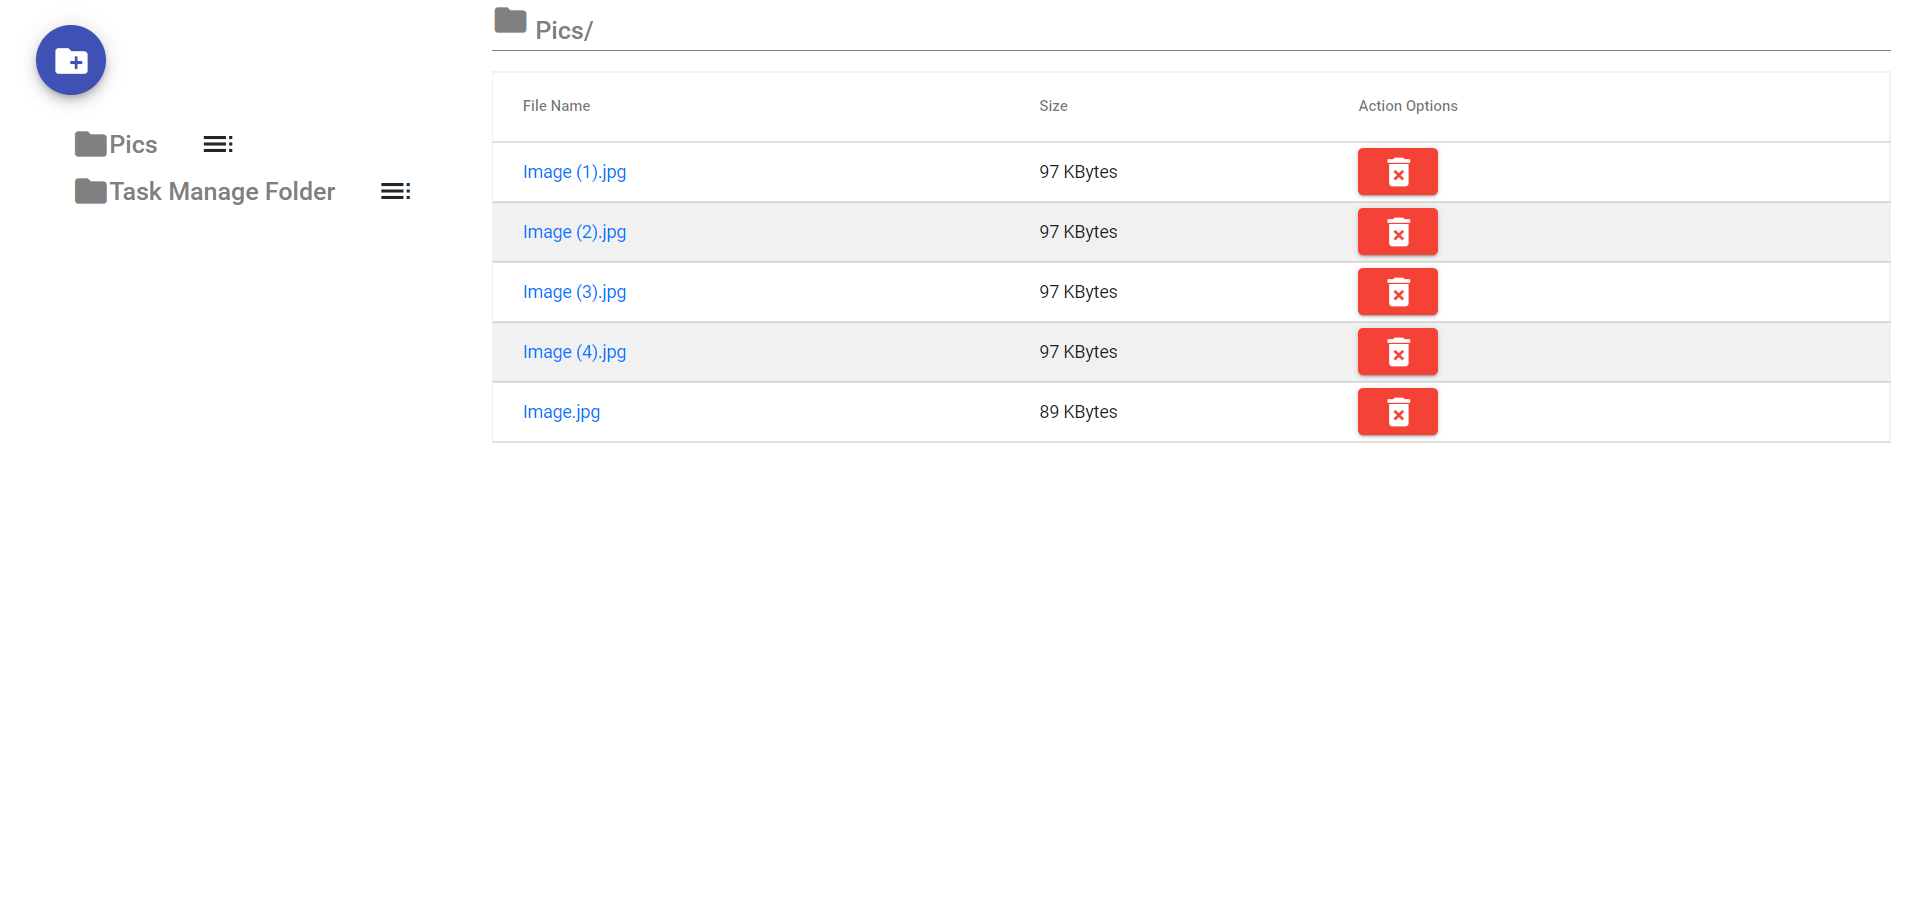 Pics/
Pics
Task Manage Folder
File Name Size Action Options
Image (1).jpg 97 KBytes
Image (2).jpg 97 KBytes
Image (3).jpg 97 KBytes
Image (4).jpg 97 KBytes
Image.jpg 89 KBytes